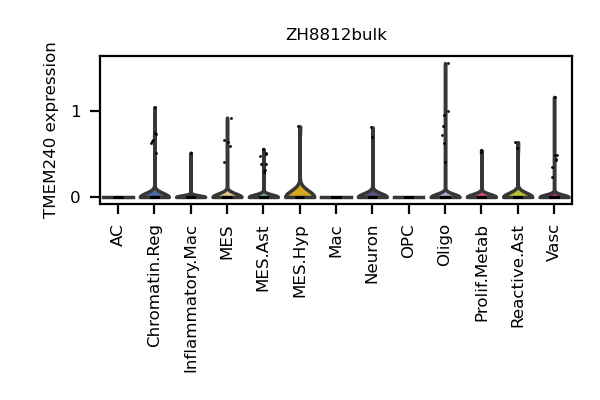 ZH8812bulk
TMEM240 expression
1
0
AC
Chromatin.Reg
Inflammatory.Mac
MES
MES.Ast
MES.Hyp
Mac
Neuron
OPC
Oligo
Prolif.Metab
Reactive.Ast
Vasc